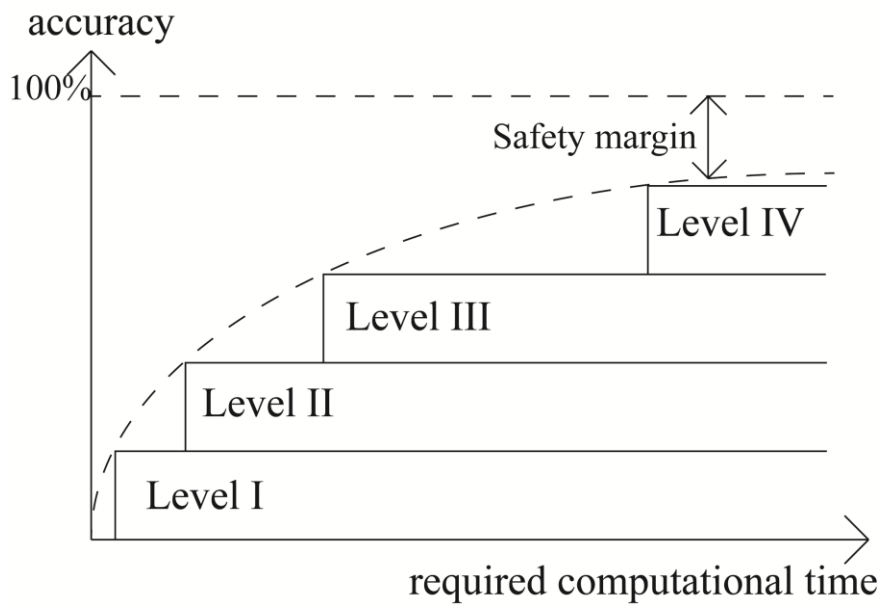 accuracy
100%
Safety margin
Level IV
Level III
Level II
Level I
required computational time